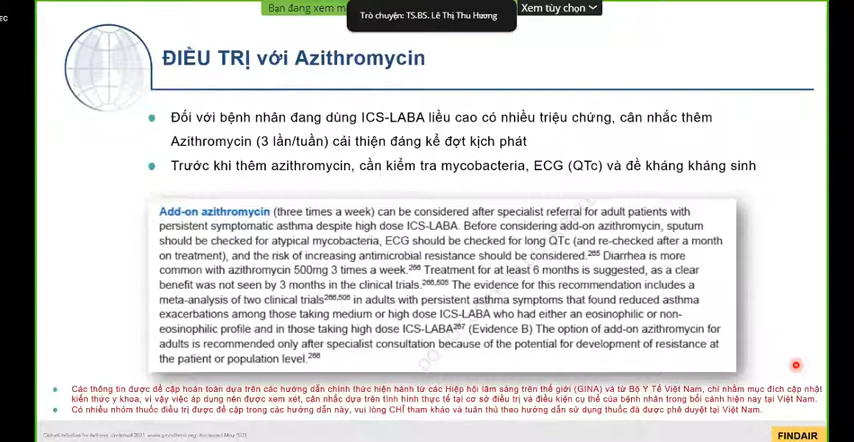 Bạn đang xem m
Trò chuyện: TS.BS. Lê Thị Thu Hương
Xem tùy chọn
EC
ĐIỀU TRỊ với Azithromycin
Đối với bệnh nhân đang dùng ICS-LABA liều cao có nhiều triệu chứng, cân nhắc thêm
Azithromycin (3 lần/tuần) cải thiện đáng kể đợt kịch phát
Trước khi thêm azithromycin, cần kiểm tra mycobacteria, ECG (QTc) và đề kháng kháng sinh
Add-on azithromycin (three times a week) can be considered after specialist referral for adult patients with
persistent symptomatic asthma despite high dose ICS-LABA. Before considering add-on azithromycin, sputum
should be checked for atypical mycobacteria, ECG should be checked for long QTc (and re-checked after a month
on treatment), and the risk of increasing antimicrobial resistance should be considered.265 Diarrhea is more
common with azithromycin 500mg 3 times a week.266 Treatment for at least 6 months is suggested, as a clear
benefit was not seen by 3 months in the clinical trials.266,505 The evidence for this recommendation includes a
meta-analysis of two clinical trials266,505 in adults with persistent asthma symptoms that found reduced asthma
exacerbations among those taking medium or high dose ICS-LABA who had either an eosinophilic or non-
eosinophilic profile and in those taking high dose ICS-LABA267 (Evidence B) The option of add-on azithromycin for
adults is recommended only after specialist consultation because of the potential for development of resistance at
the patient or population level.266
Các thông tin được đề cập hoàn toàn dựa trên các hướng dẫn chính thức hiện hành từ các Hiệp hội lâm sàng trên thế giới (GINA) và từ Bộ Y Tế Việt Nam, chỉ nhằm mục đích cập nhật
kiến thức y khoa, vì vậy việc áp dụng nên được xem xét, cân nhắc dựa trên tình hình thực tế tại cơ sở điều trị và điều kiện cụ thể của bệnh nhân trong bối cảnh hiện nay tại Việt Nam.
Có nhiều nhóm thuốc điều trị được đề cập trong các hướng dẫn này, vui lòng CHỈ tham khảo và tuân thủ theo hướng dẫn sử dụng thuốc đã được phê duyệt tại Việt Nam.
FINDAIR